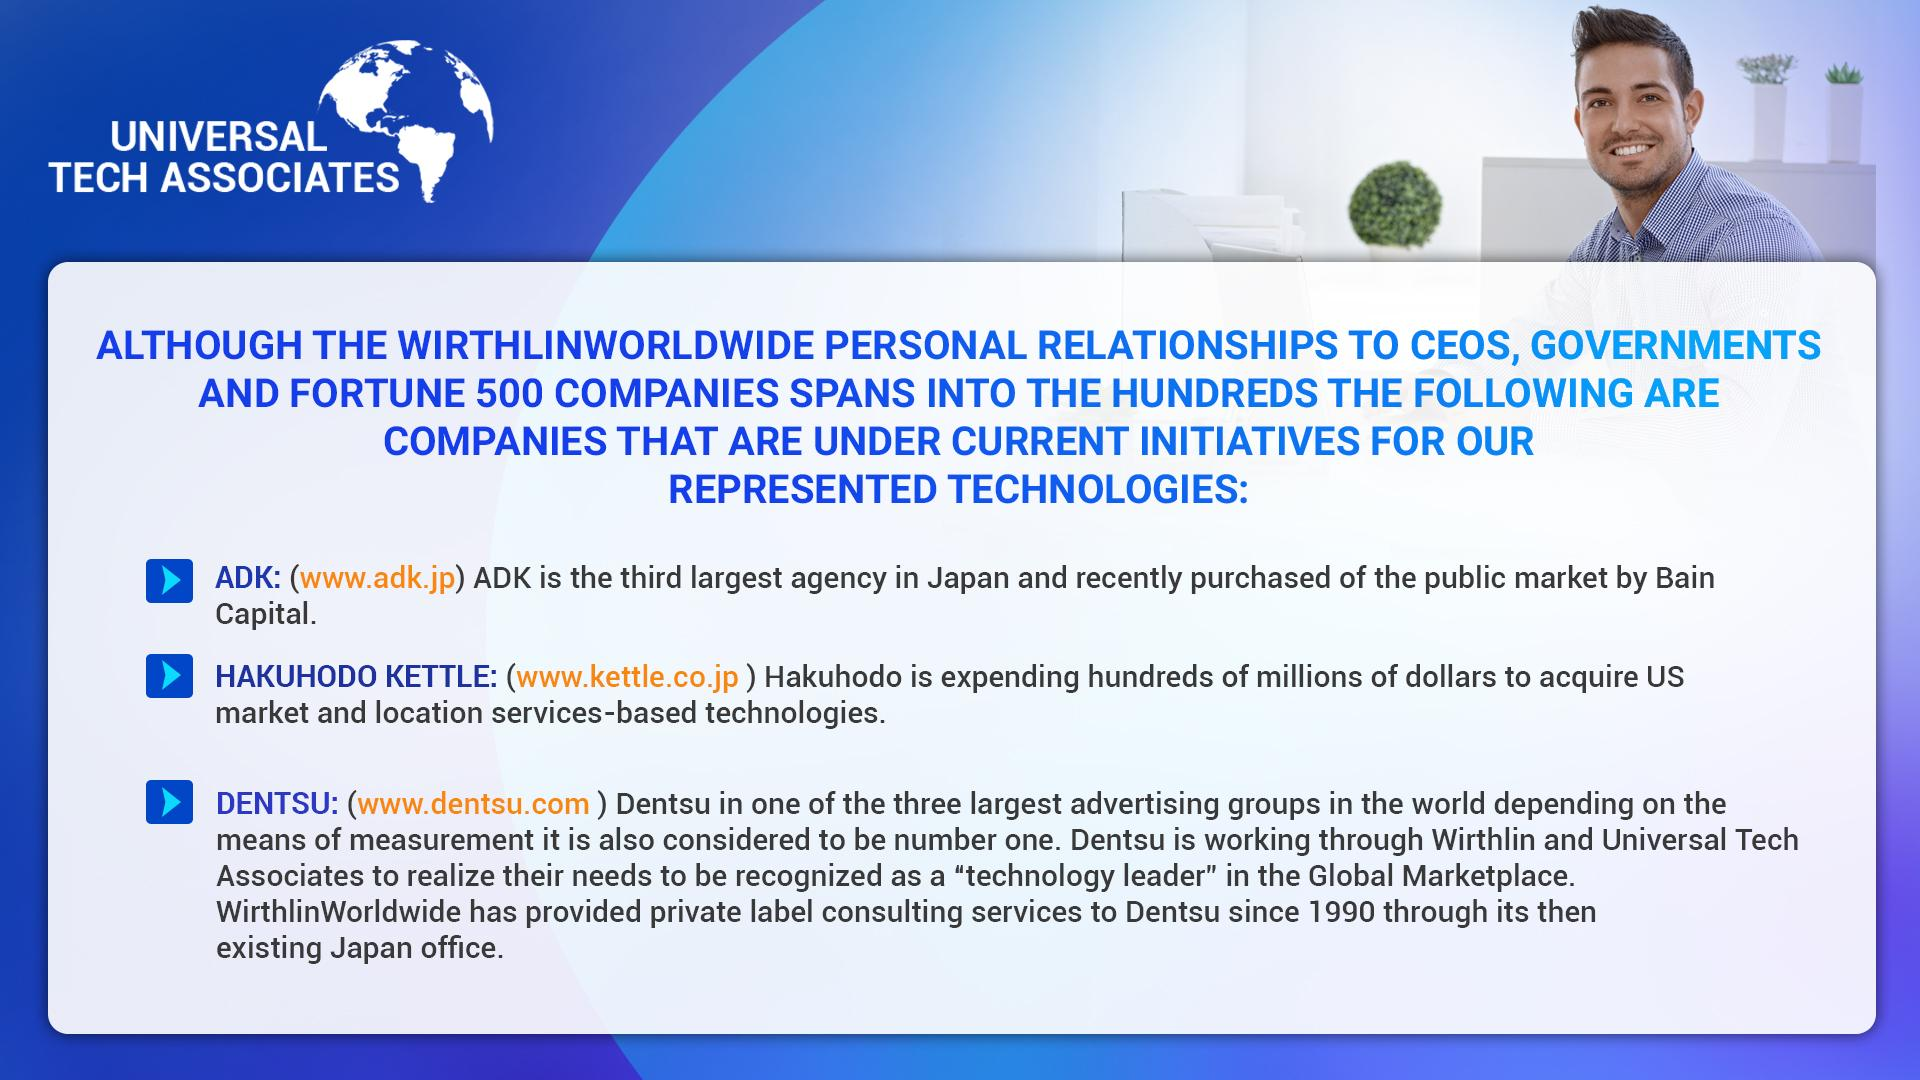 UNIVERSAL
TECH ASSOCIATES
ALTHOUGH THE WIRTHLINWORLDWIDE PERSONAL RELATIONSHIPS TO CEOS, GOVERNMENTS
AND FORTUNE 500 COMPANIES SPANS INTO THE HUNDREDS THE FOLLOWING ARE
COMPANIES THAT ARE UNDER CURRENT INITIATIVES FOR OUR
REPRESENTED TECHNOLOGIES:
ADK: (www.adk.jp) ADK is the third largest agency in Japan and recently purchased of the public market by Bain
Capital.
HAKUHODO KETTLE: (www.kettle.co.jp ) Hakuhodo is expending hundreds of millions of dollars to acquire US
market and location services-based technologies.
DENTSU: (www.dentsu.com ) Dentsu in one of the three largest advertising groups in the world depending on the
means of measurement it is also considered to be number one. Dentsu is working through Wirthlin and Universal Tech
Associates to realize their needs to be recognized as a “technology leader” in the Global Marketplace.
WirthlinWorldwide has provided private label consulting services to Dentsu since 1990 through its then
existing Japan office.